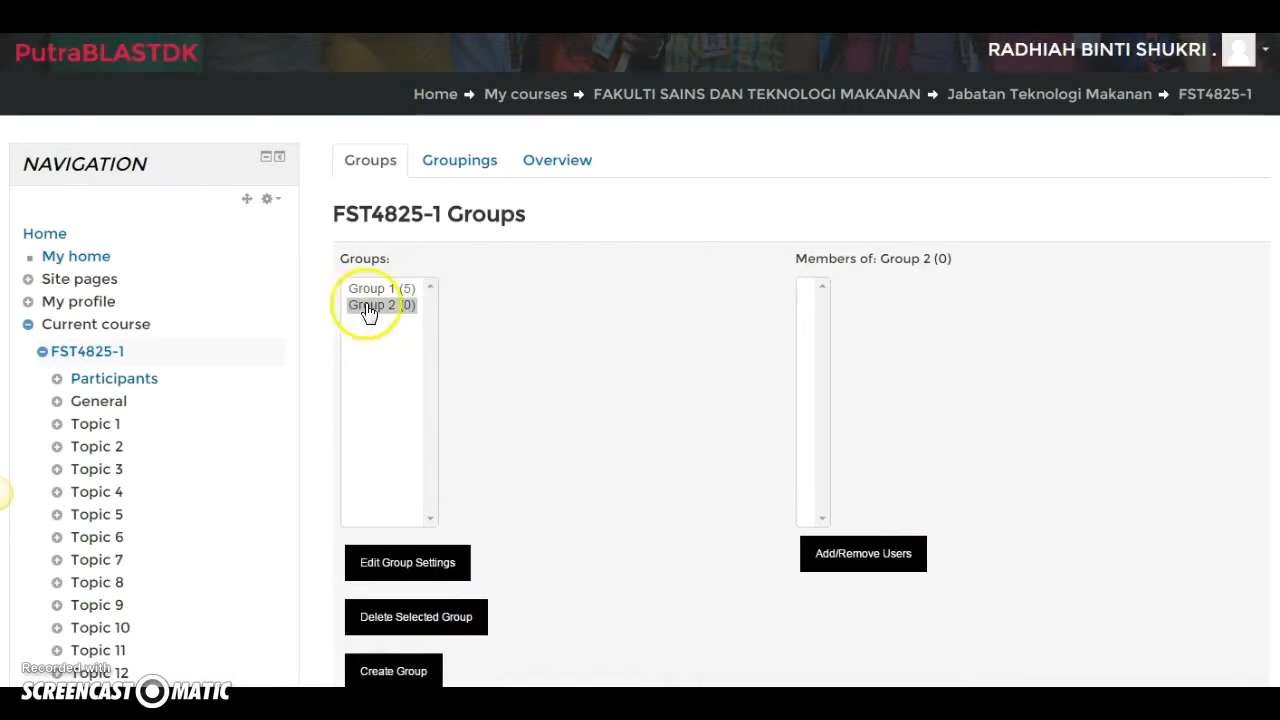 PutraBLASTDK
RADHIAH BINTI SHUKRI .
Home My courses FAKULTI SAINS DAN TEKNOLOGI MAKANAN Jabatan Teknologi Makanan FST4825-1
NAVIGATION
Home
My home
Site pages
My profile
Current course
FST4825-1
Participants
General
Topic 1
Topic 2
Topic 3
Topic 4
Topic 5
Topic 6
Topic 7
Topic 8
Topic 9
Topic 10
Topic 11
Topic 12
Groups Groupings Overview
FST4825-1 Groups
Groups:
Group 1 (5)
Group 2 (0)
Edit Group Settings
Delete Selected Group
Create Group
Members of: Group 2 (0)
Add/Remove Users
Recorded with
SCREENCAST MATIC